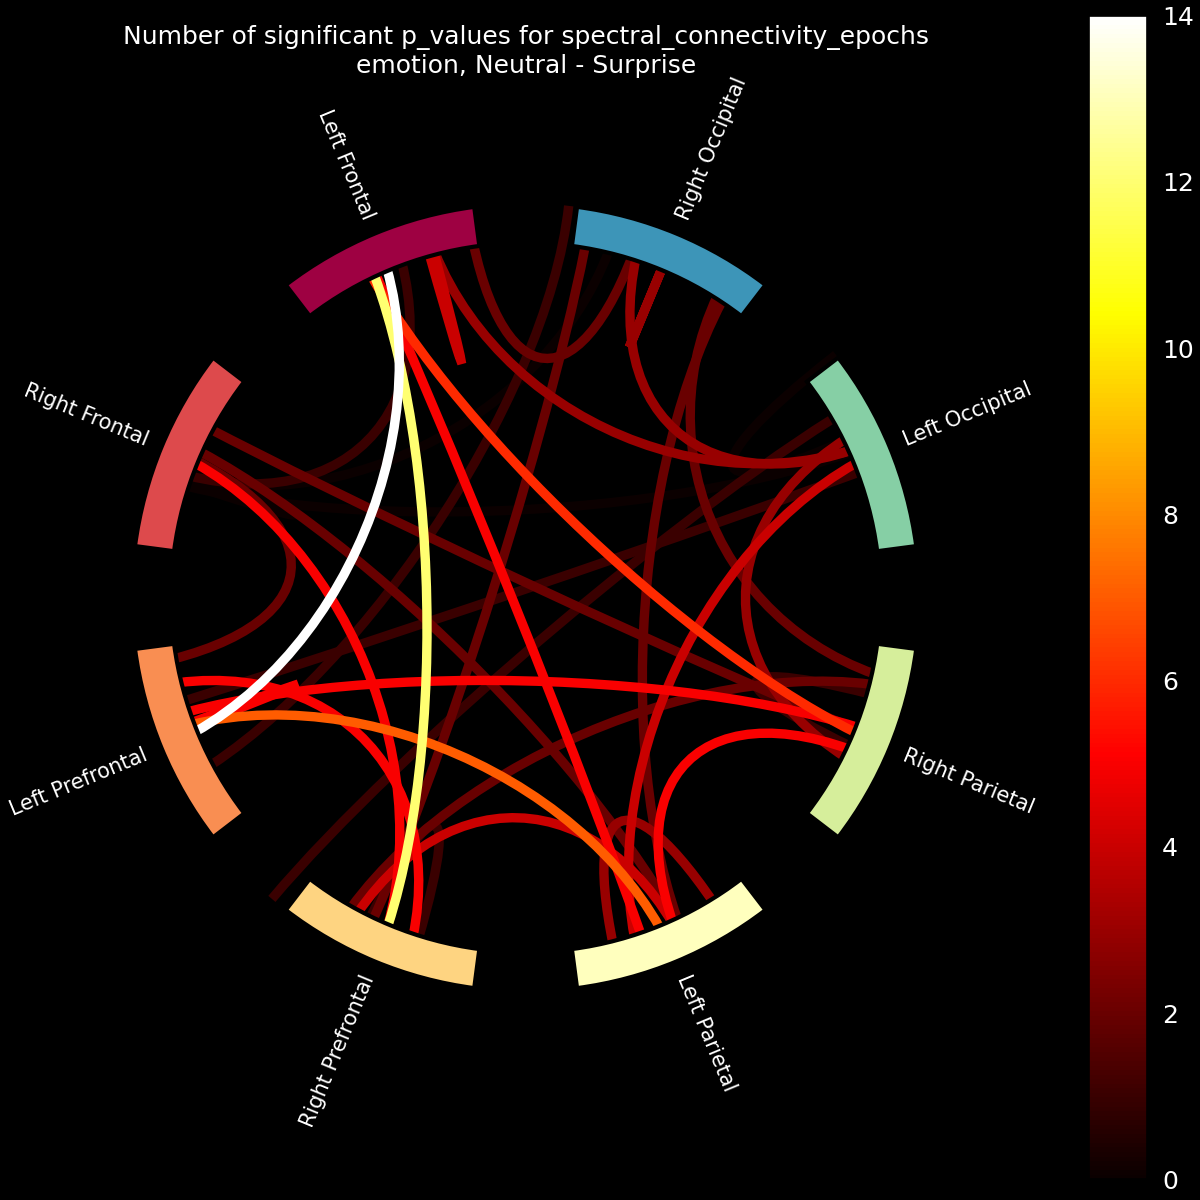 Number of significant p_values for spectral_connectivity_epochs
emotion, Neutral - Surprise
Left Frontal
Right Occipital
Right Frontal
Left Occipital
Left Prefrontal
Right Parietal
Right Prefrontal
Left Parietal
14
12
10
8
6
4
2
0